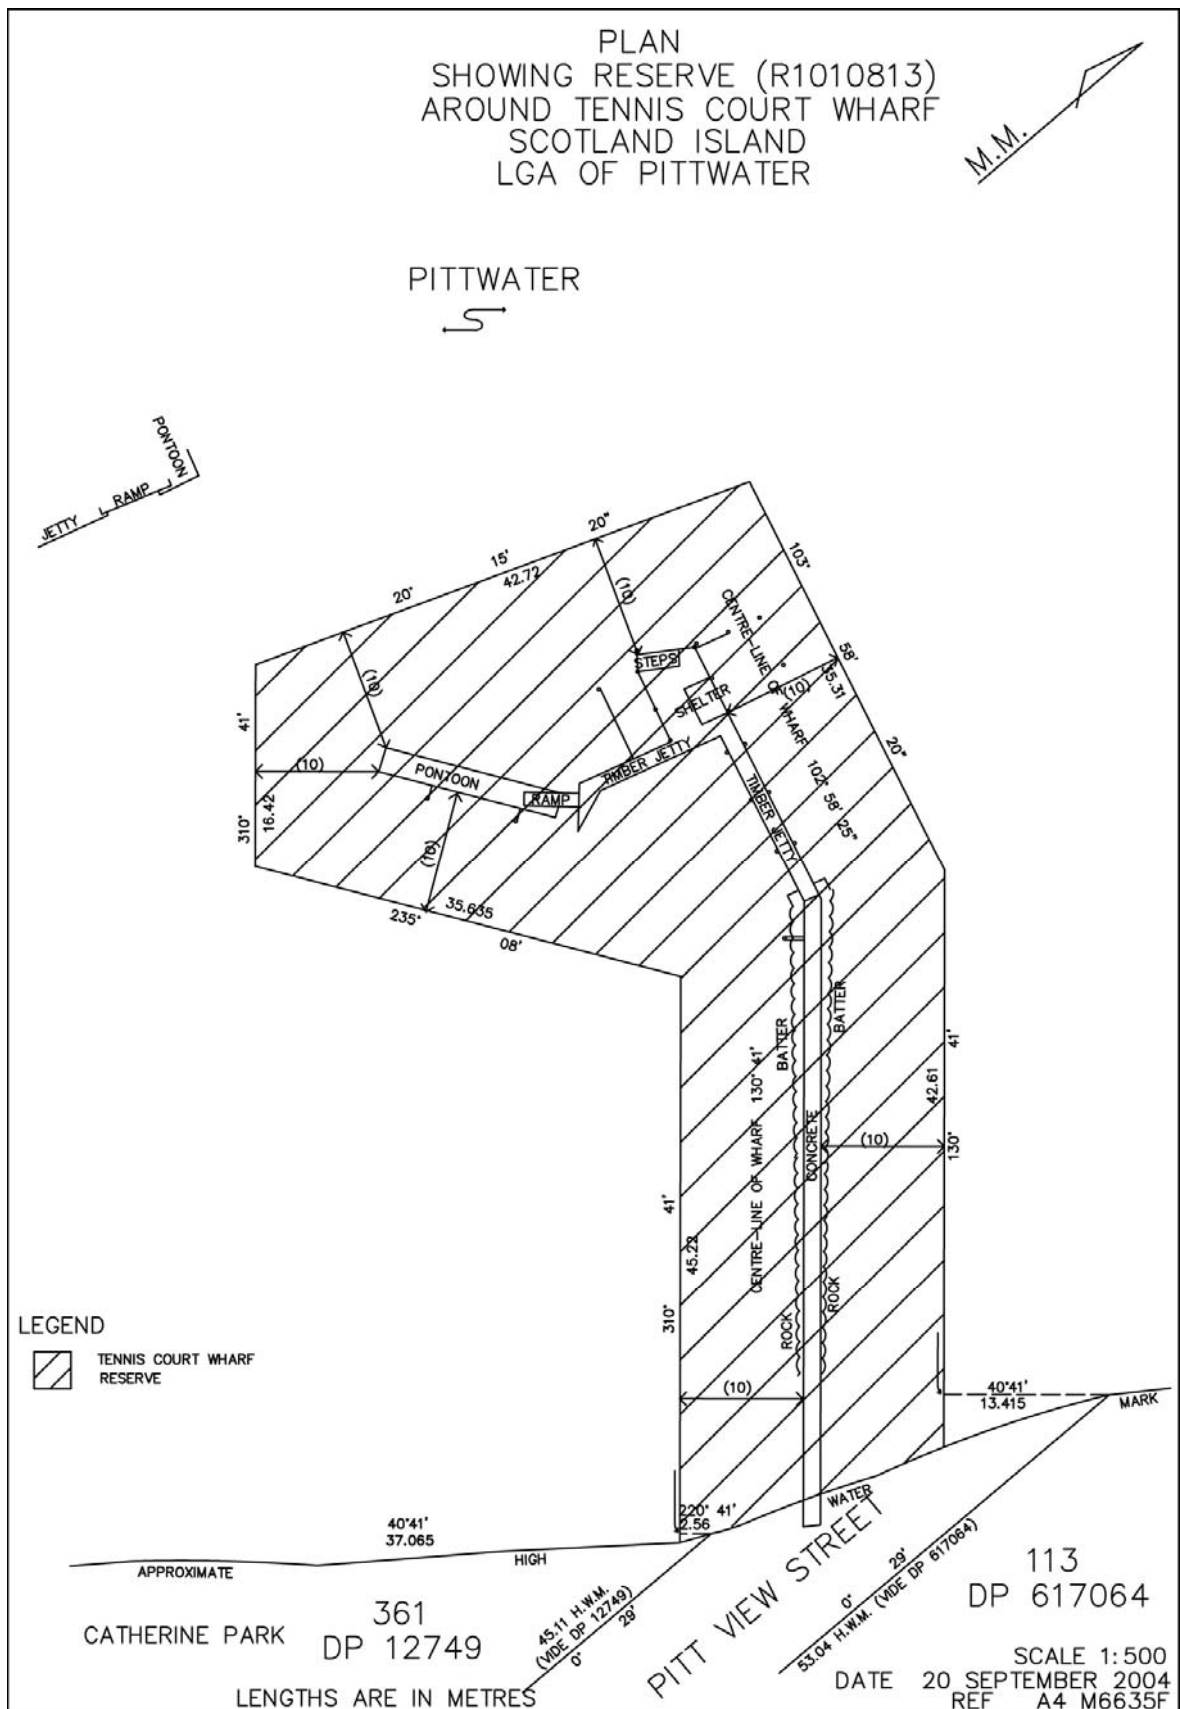 PLAN
SHOWING RESERVE (R1010813)
AROUND TENNIS COURT WHARF
SCOTLAND ISLAND
LGA OF PITTWATER
M.M.
PITTWATER
PONTOON
RAMP
JETTY
20"
15'
42.72
20°
103°
58'
35.31
20"
(10)
(10)
(10)
(10)
(10)
CENTRE-LINE OF WHARF 102° 58' 25"
STEPS
SHELTER
TIMBER JETTY
TIMBER JETTY
PONTOON
RAMP
41'
16.42
310°
35.635
235°
08'
BATTER
BATTER
CENTRE-LINE OF WHARF 130° 41'
CONCRETE
41'
42.61
130°
(10)
41'
45.22
310°
ROCK
ROCK
(10)
LEGEND
TENNIS COURT WHARF
RESERVE
40°41'
13.415
MARK
WATER
220° 41'
2.56
40°41'
37.065
HIGH
APPROXIMATE
CATHERINE PARK
361
DP 12749
45.11 H.W.M.
(VIDE DP 12749)
0° 29'
PITT VIEW STREET
0° 29'
53.04 H.W.M. (VIDE DP 617064)
113
DP 617064
LENGTHS ARE IN METRES
SCALE 1:500
DATE 20 SEPTEMBER 2004
REF A4 M6635F